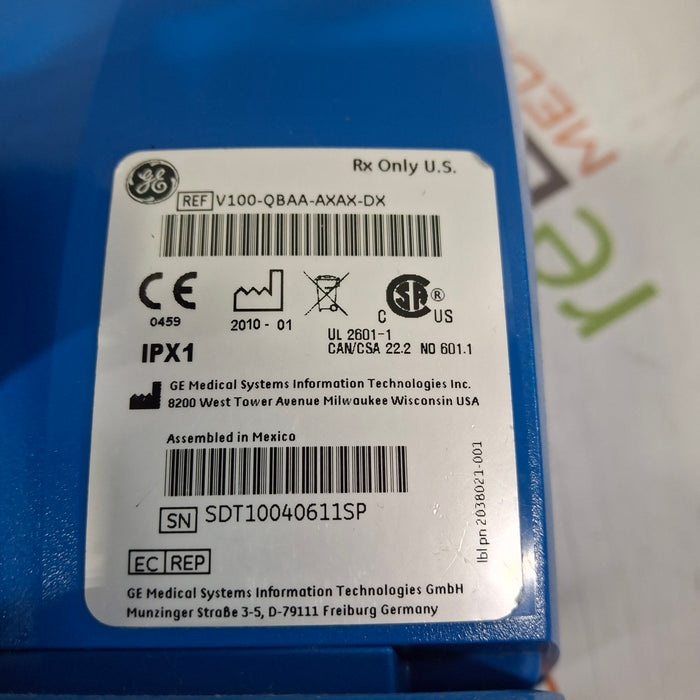 GE
Rx Only U.S.
REF V100-QBAA-AXAX-DX
CE
0459
2010 - 01
SA ®
C US
UL 2601-1
CAN/CSA 22.2 NO 601.1
IPX1
GE Medical Systems Information Technologies Inc.
8200 West Tower Avenue Milwaukee Wisconsin USA
Assembled in Mexico
SN SDT10040611SP
lbl pn 2038021-001
EC REP
GE Medical Systems Information Technologies GmbH
Munzinger Straße 3-5, D-79111 Freiburg Germany
re
MED